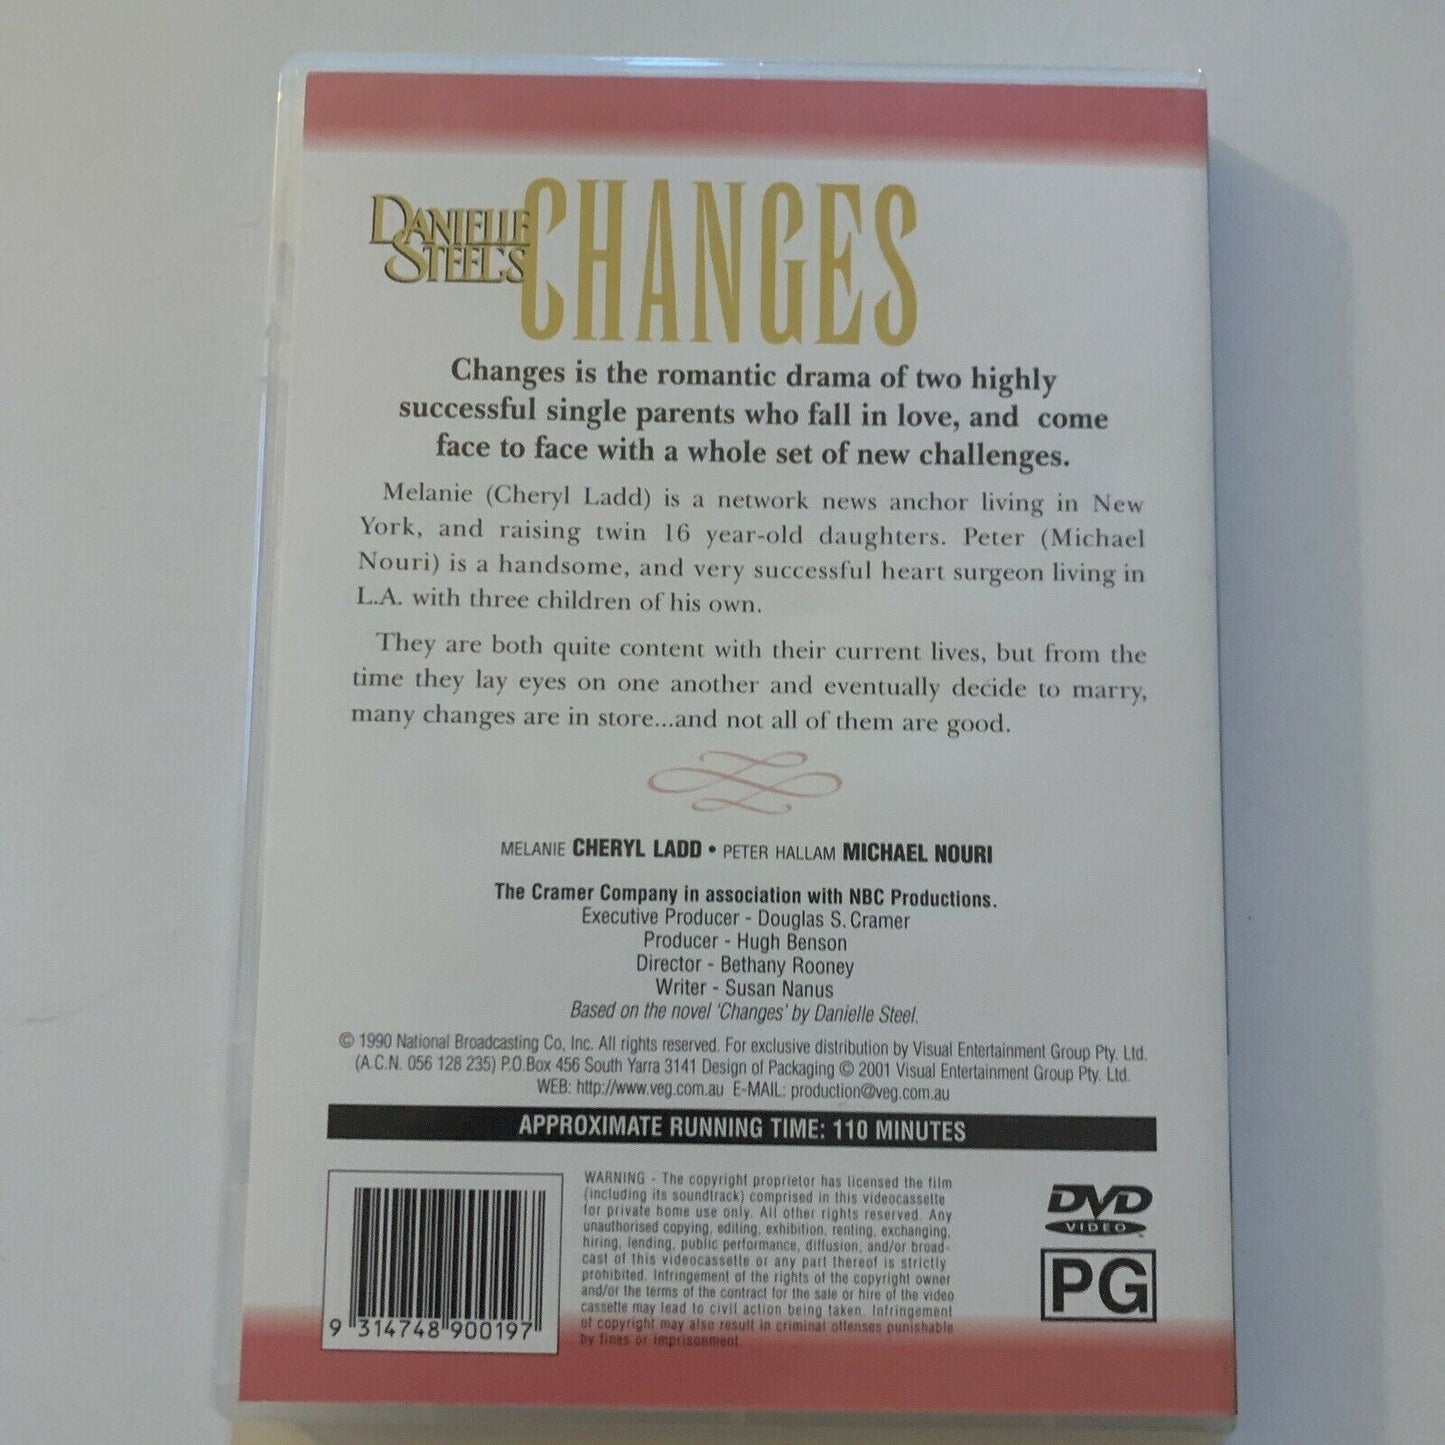 DANIELLE
STEEL'S
CHANGES
Changes is the romantic drama of two highly
successful single parents who fall in love, and come
face to face with a whole set of new challenges.
Melanie (Cheryl Ladd) is a network news anchor living in New
York, and raising twin 16 year-old daughters. Peter (Michael
Nouri) is a handsome, and very successful heart surgeon living in
L.A. with three children of his own.
They are both quite content with their current lives, but from the
time they lay eyes on one another and eventually decide to marry,
many changes are in store...and not all of them are good.
MELANIE CHERYL LADD • PETER HALLAM MICHAEL NOURI
The Cramer Company in association with NBC Productions.
Executive Producer - Douglas S. Cramer
Producer - Hugh Benson
Director - Bethany Rooney
Writer - Susan Nanus
Based on the novel 'Changes' by Danielle Steel.
© 1990 National Broadcasting Co, Inc. All rights reserved. For exclusive distribution by Visual Entertainment Group Pty. Ltd.
(A.C.N. 056 128 235) P.O.Box 456 South Yarra 3141 Design of Packaging © 2001 Visual Entertainment Group Pty. Ltd.
WEB: http://www.veg.com.au E-MAIL: production@veg.com.au
APPROXIMATE RUNNING TIME: 110 MINUTES
WARNING - The copyright proprietor has licensed the film
(including its soundtrack) comprised in this videocassette
for private home use only. All other rights reserved. Any
unauthorised copying, editing, exhibition, renting, exchanging,
hiring, lending, public performance, diffusion, and/or broad-
cast of this videocassette or any part thereof is strictly
prohibited. Infringement of the rights of the copyright owner
and/or the terms of the contract for the sale or hire of the video
cassette may lead to civil action being taken. Infringement
of copyright may also result in criminal offenses punishable
by fines or imprisonment.
9 314748 900197
DVD
VIDEO
PG